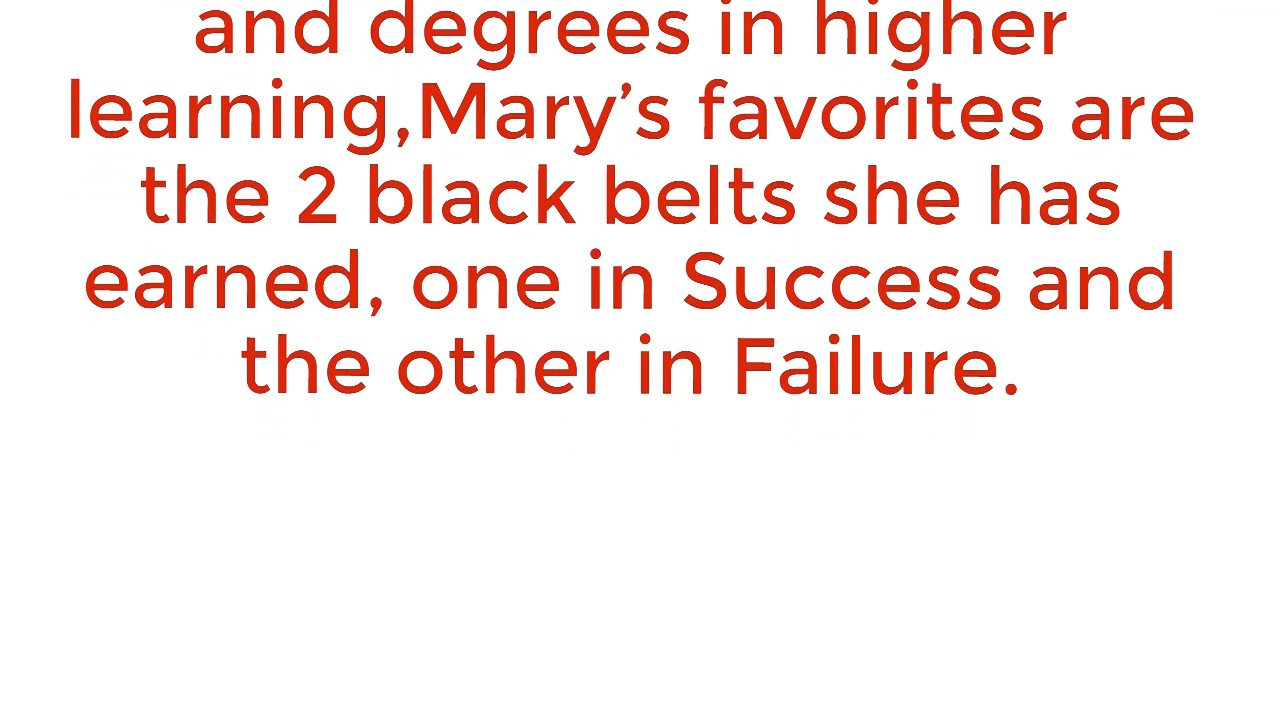 and degrees in higher
learning,Mary’s favorites are
the 2 black belts she has
earned, one in Success and
the other in Failure.